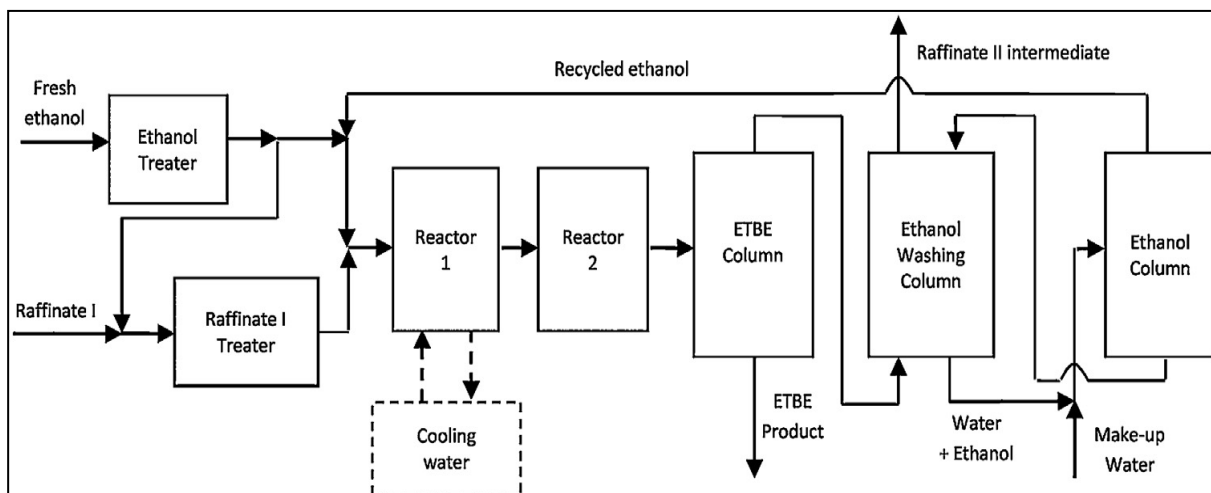 Raffinate II intermediate
Recycled ethanol
Fresh
ethanol
Ethanol
Treater
Reactor
1
Reactor
2
ETBE
Column
Ethanol
Washing
Column
Ethanol
Column
Raffinate I
Raffinate I
Treater
Cooling
water
ETBE
Product
Water
+ Ethanol
Make-up
Water